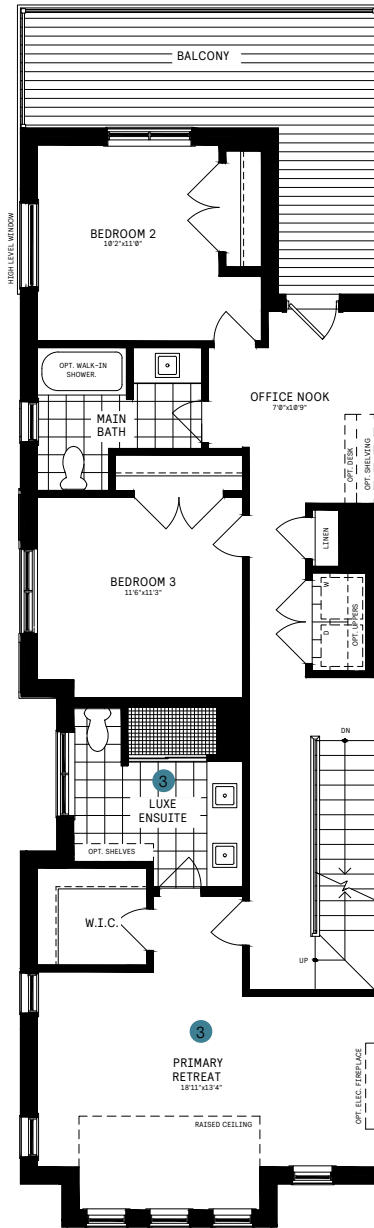 BALCONY
HIGH LEVEL WINDOW
BEDROOM 2
10'2"x11'0"
OPT. WALK-IN
SHOWER.
MAIN
BATH
OFFICE NOOK
7'0"x10'9"
OPT. DESK
OPT. SHELVING
LINEN
BEDROOM 3
11'6"x11'3"
W
D
OPT. UPPERS
DN
3
LUXE
ENSUITE
OPT. SHELVES
W.I.C.
UP
3
PRIMARY
RETREAT
18'11"x13'4"
OPT. ELEC. FIREPLACE
RAISED CEILING